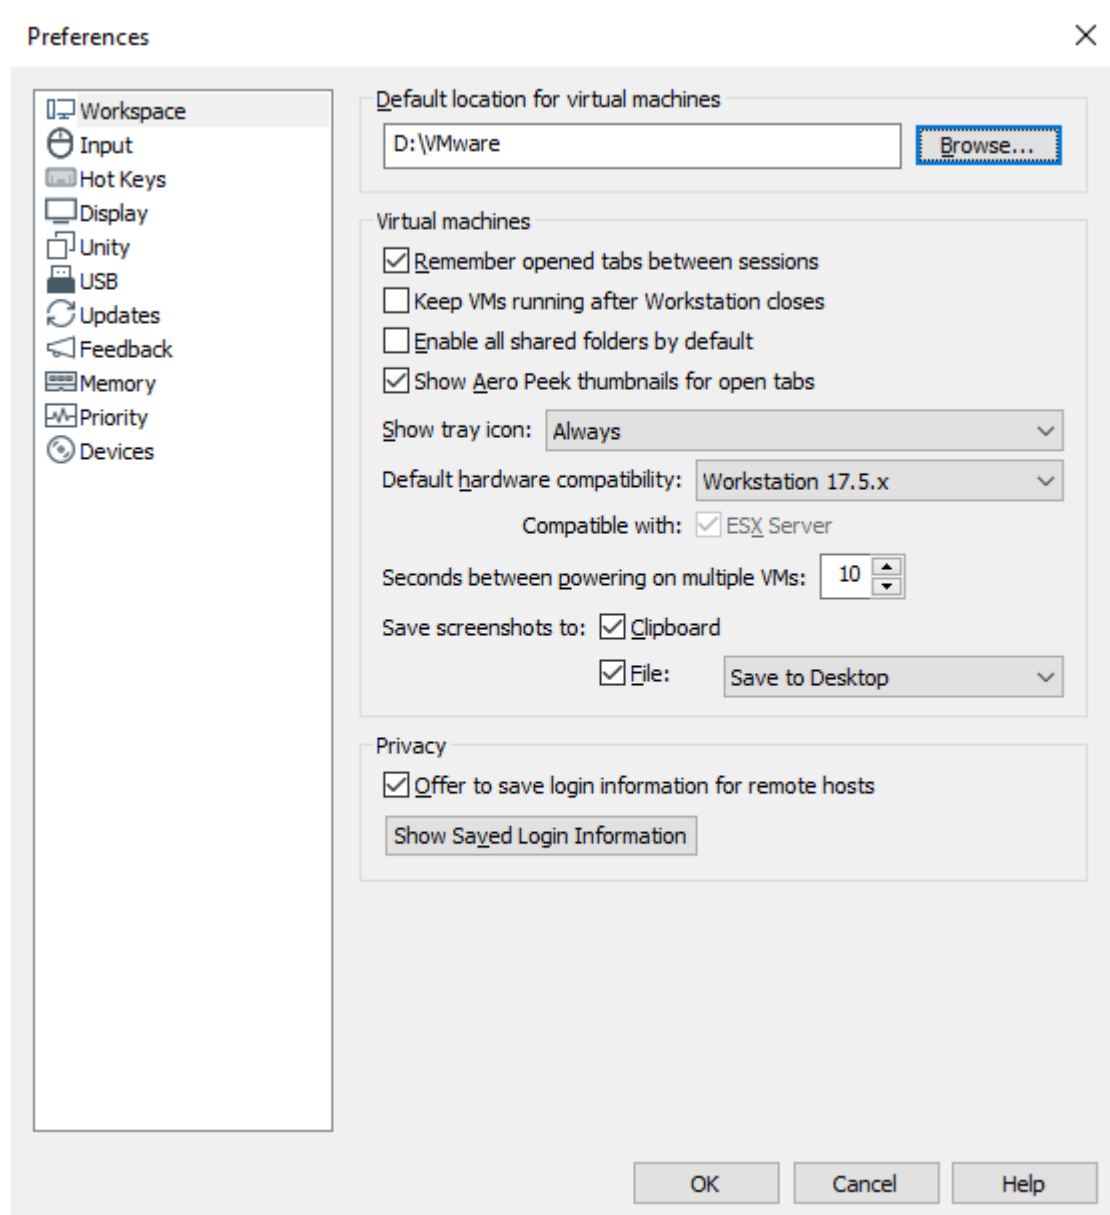 Preferences
Workspace
Input
Hot Keys
Display
Unity
USB
Updates
Feedback
Memory
Priority
Devices
Default location for virtual machines
D:\VMware
Browse...
Virtual machines
Remember opened tabs between sessions
Keep VMs running after Workstation closes
Enable all shared folders by default
Show Aero Peek thumbnails for open tabs
Show tray icon: Always
Default hardware compatibility: Workstation 17.5.x
Compatible with: ESX Server
Seconds between powering on multiple VMs: 10
Save screenshots to: Clipboard
File: Save to Desktop
Privacy
Offer to save login information for remote hosts
Show Saved Login Information
OK Cancel Help